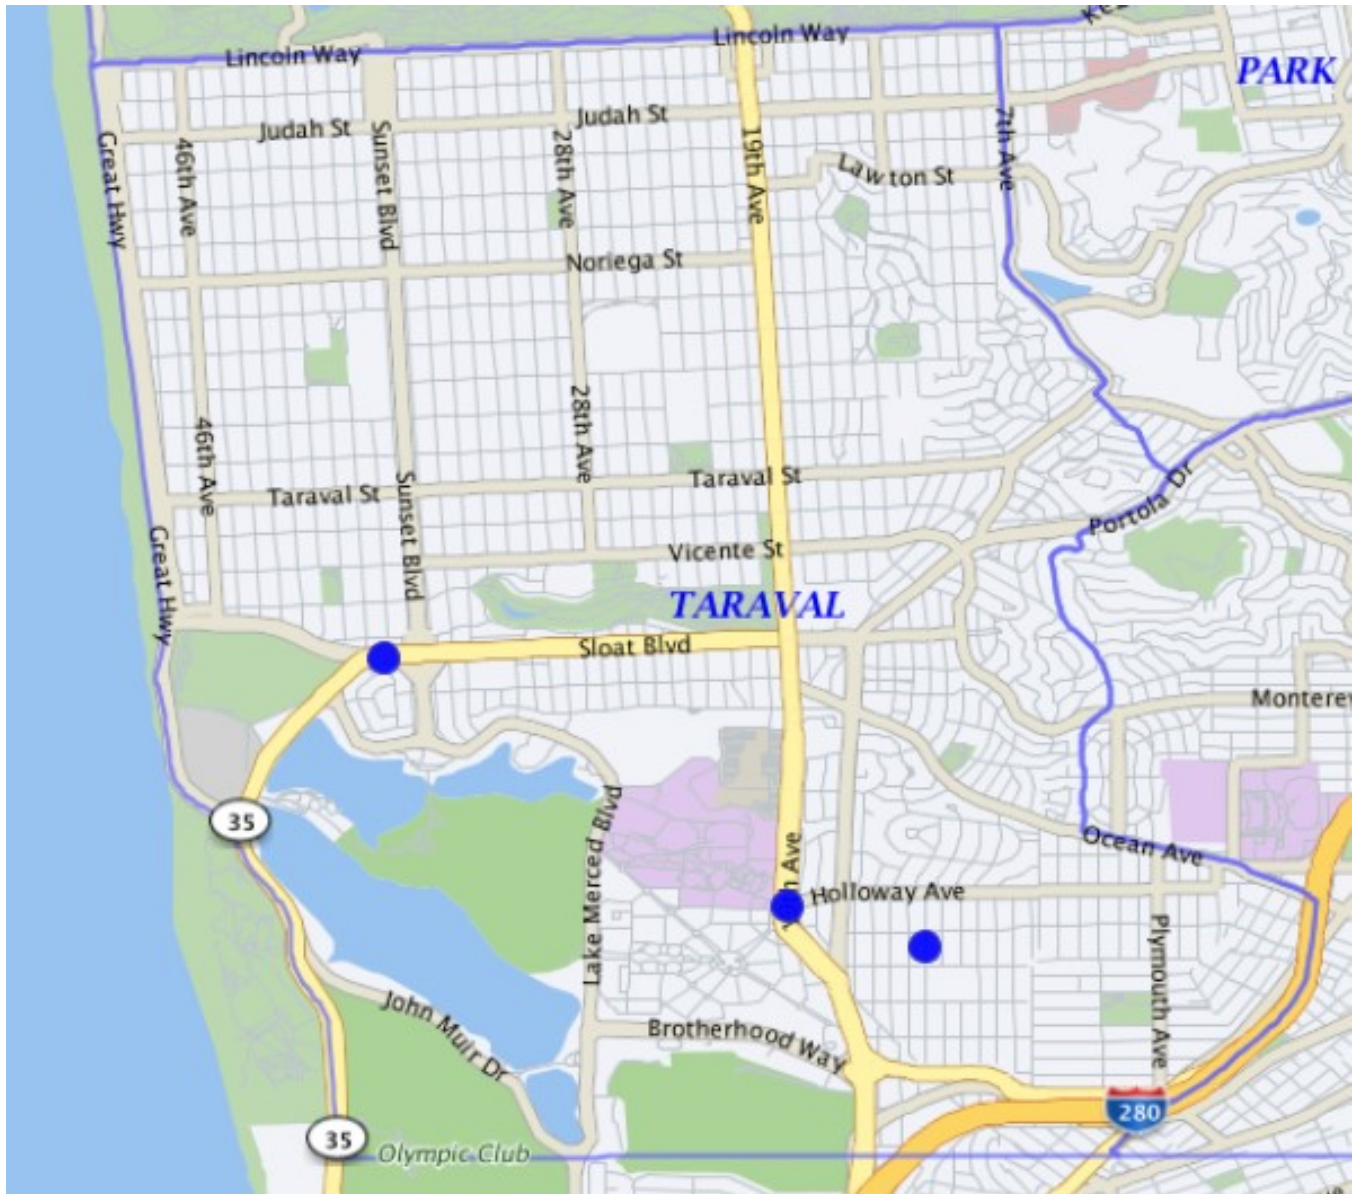 Lincoln Way
Lincoln Way
PARK
Judah St
Judah St
Great Hwy
46th Ave
Sunset Blvd
28th Ave
19th Ave
7th Ave
Lawton St
Noriega St
28th Ave
46th Ave
Taraval St
Sunset Blvd
Taraval St
Portola Dr
Great Hwy
Vicente St
TARAVAL
Sloat Blvd
Monterey
35
Lake Merced Blvd
Ave
Ocean Ave
Holloway Ave
Plymouth Ave
John Muir Dr
Brotherhood Way
280
35
Olympic Club